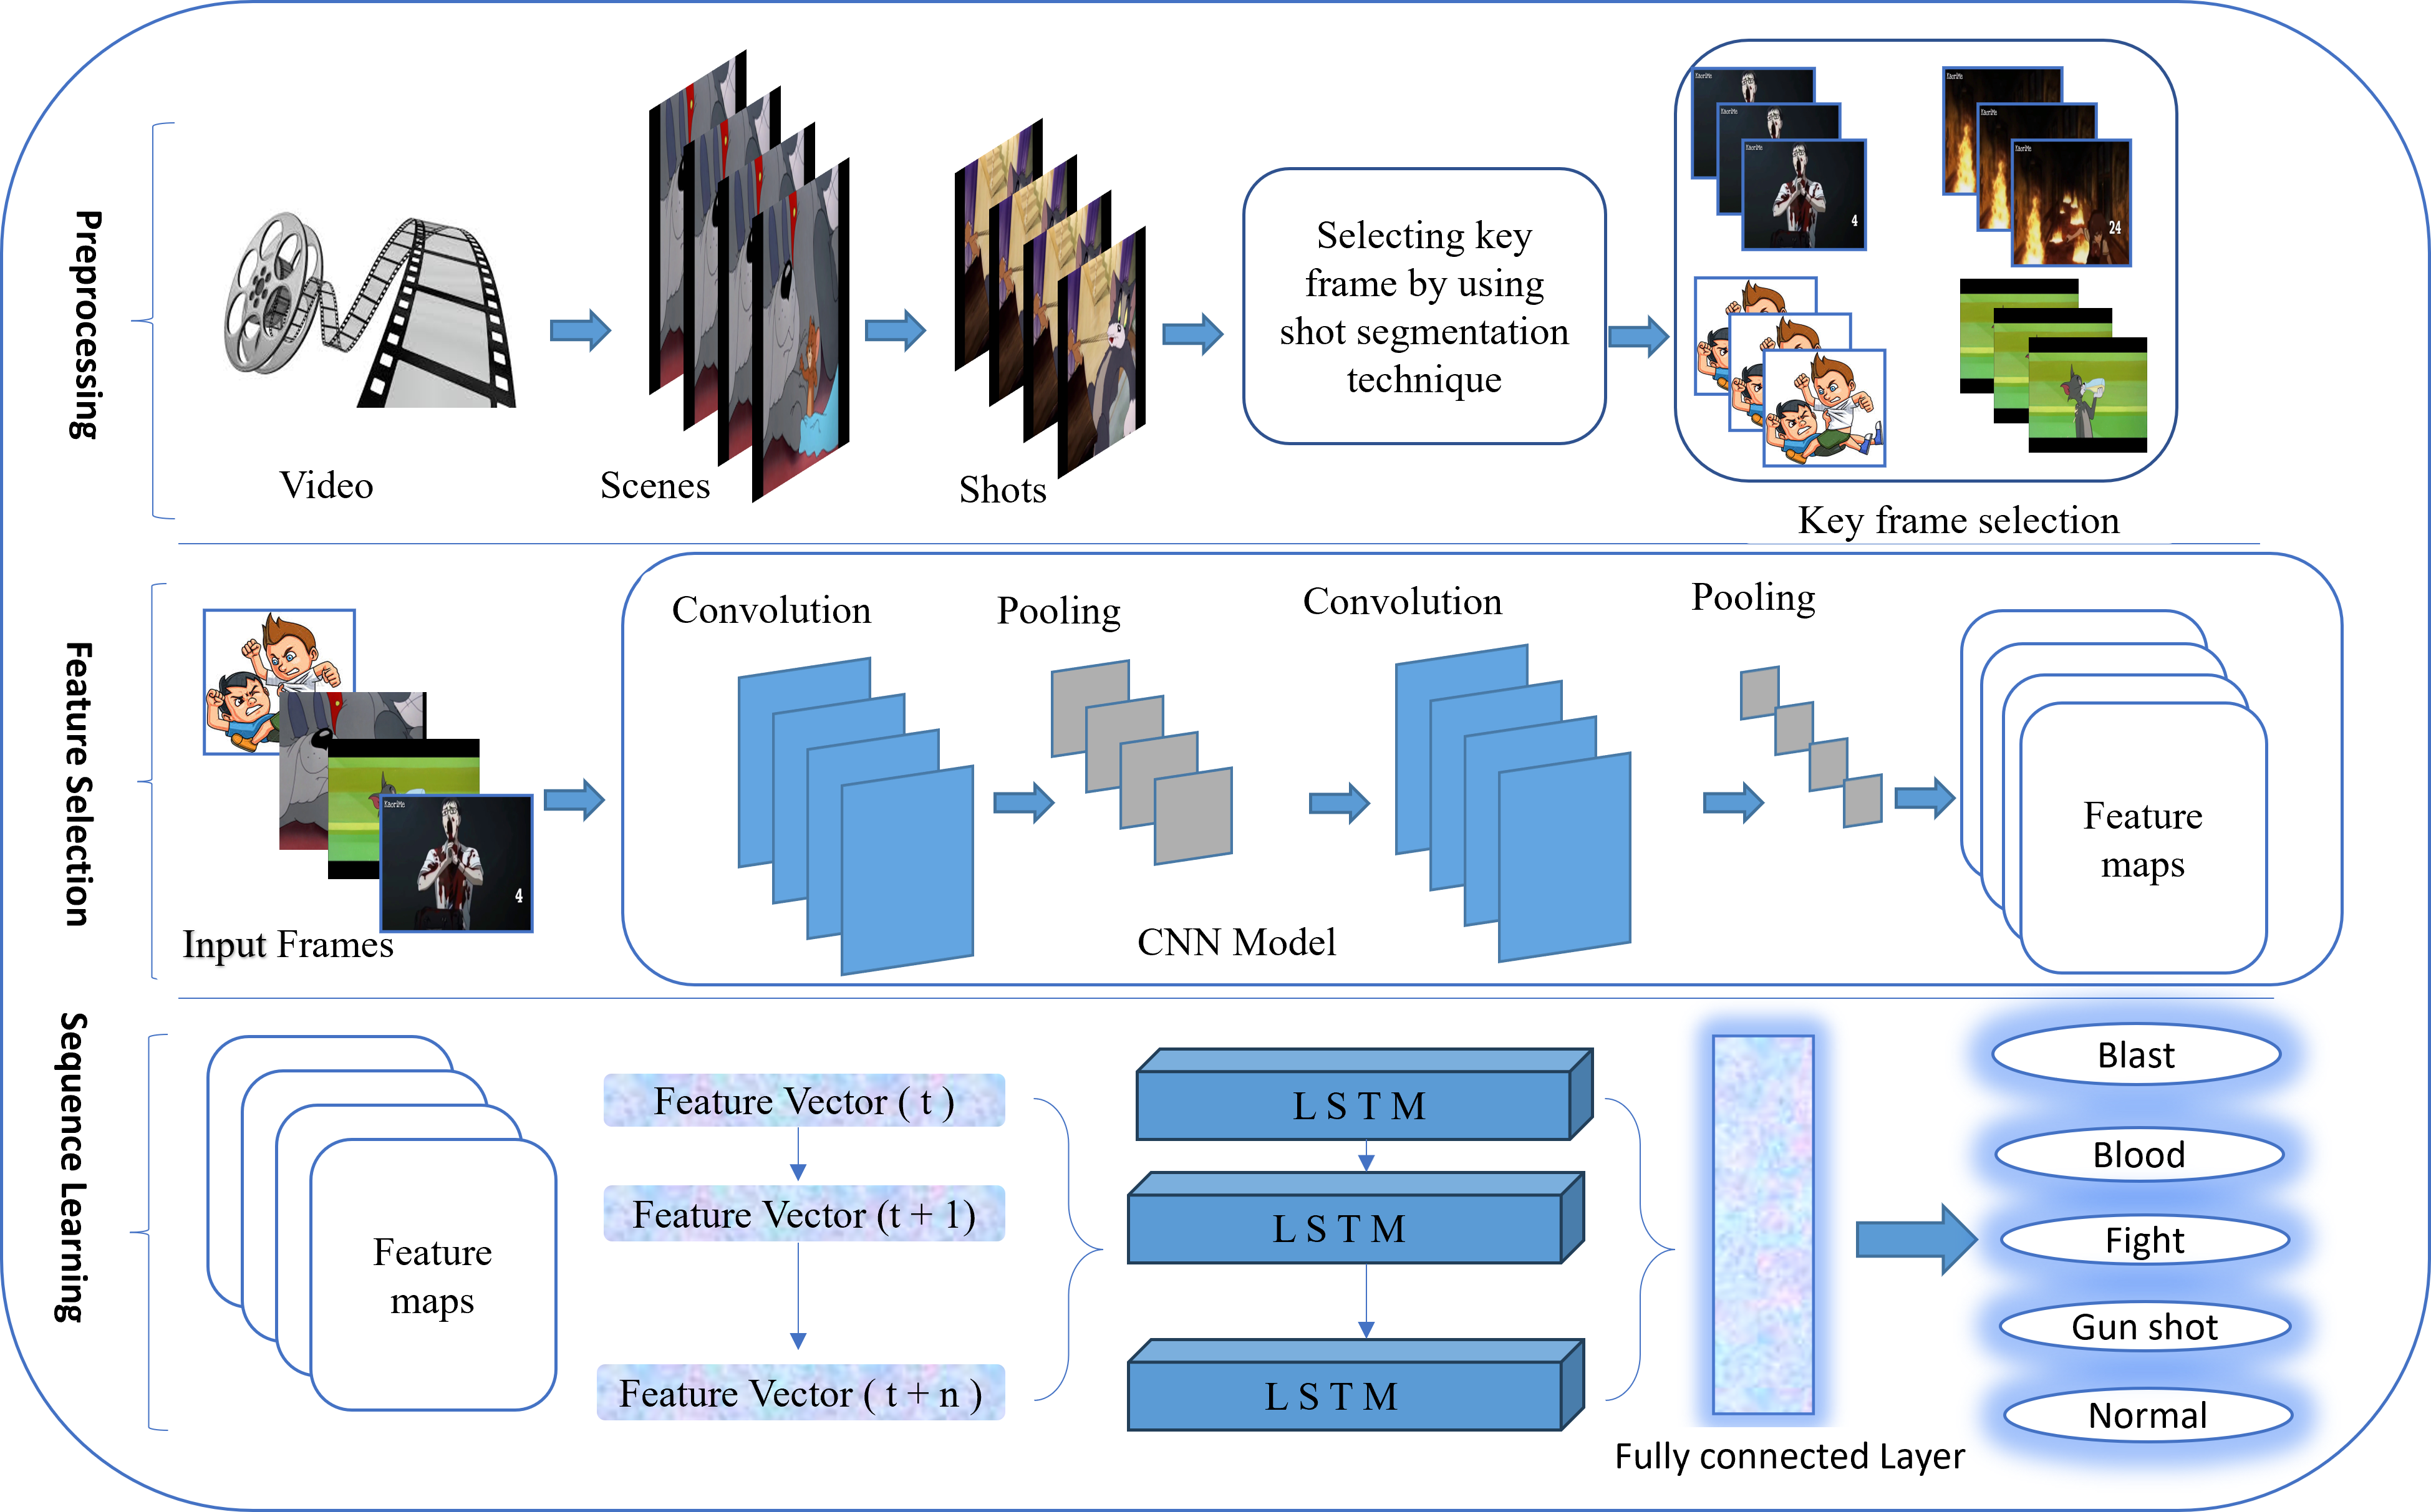 Preprocessing
Video
Scenes
Shots
Selecting key
frame by using
shot segmentation
technique
4
24
Key frame selection
Feature Selection
Input Frames
4
Convolution
Pooling
Convolution
Pooling
CNN Model
Feature
maps
Sequence Learning
Feature
maps
Feature Vector ( t )
Feature Vector (t + 1)
Feature Vector ( t + n )
L S T M
L S T M
L S T M
Fully connected Layer
Blast
Blood
Fight
Gun shot
Normal